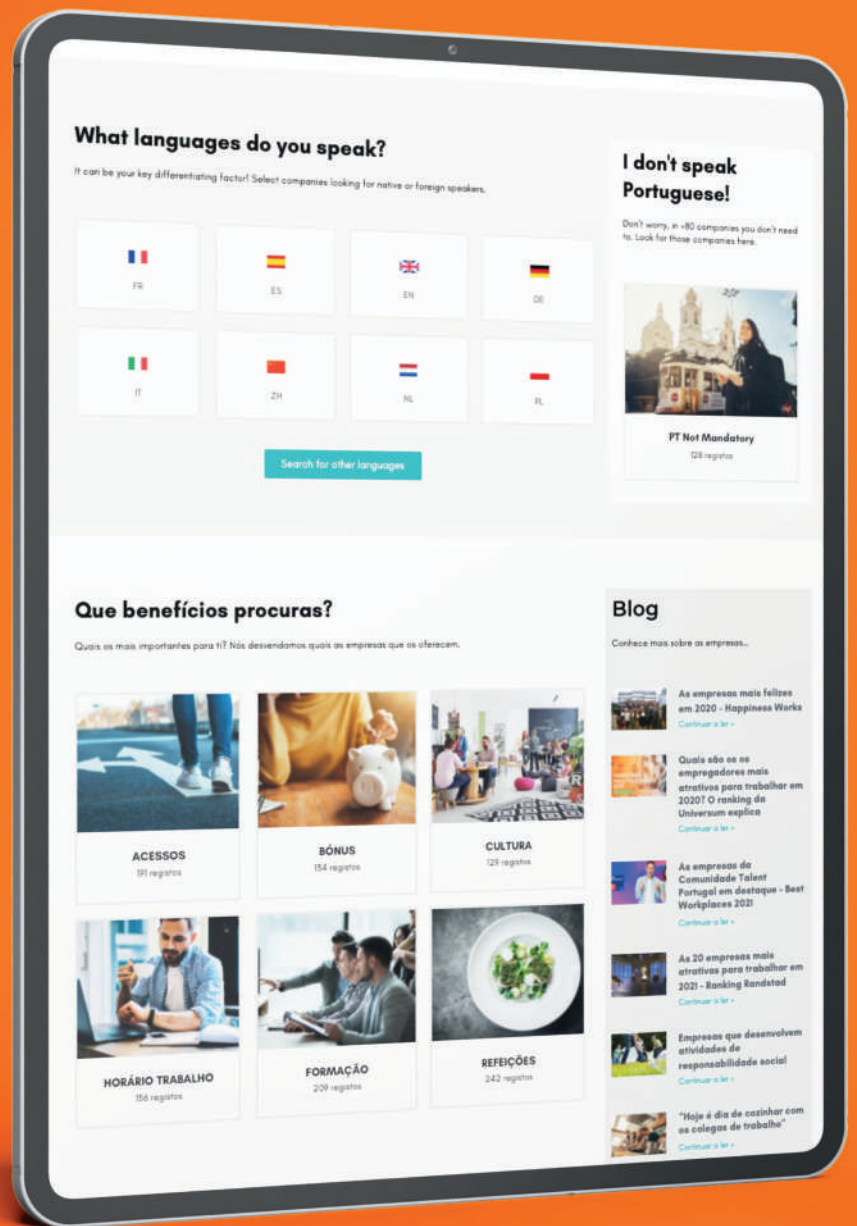 What languages do you speak?
It can be your key differentiating factor! Select companies looking for native or foreign speakers.
FR
ES
EN
DE
IT
ZH
NL
PL
Search for other languages
I don't speak
Portuguese!
Don't worry, in +80 companies you don't need
to. Look for those companies here.
PT Not Mandatory
128 registos
Que benefícios procuras?
Quais os mais importantes para ti? Nós desvendamos quais as empresas que os oferecem.
ACESSOS
191 registos
BÓNUS
154 registos
CULTURA
129 registos
HORÁRIO TRABALHO
156 registos
FORMAÇÃO
209 registos
REFEIÇÕES
242 registos
Blog
Conhece mais sobre as empresas...
As empresas mais felizes
em 2020 - Happiness Works
Continuar a ler »
Quais são os os
empregadores mais
atrativos para trabalhar em
2020? O ranking da
Universum explica
Continuar a ler »
As empresas da
Comunidade Talent
Portugal em destaque - Best
Workplaces 2021
Continuar a ler »
As 20 empresas mais
atrativas para trabalhar em
2021 - Ranking Randstad
Continuar a ler »
Empresas que desenvolvem
atividades de
responsabilidade social
Continuar a ler »
"Hoje é dia de cozinhar com
os colegas de trabalho"
Continuar a ler »